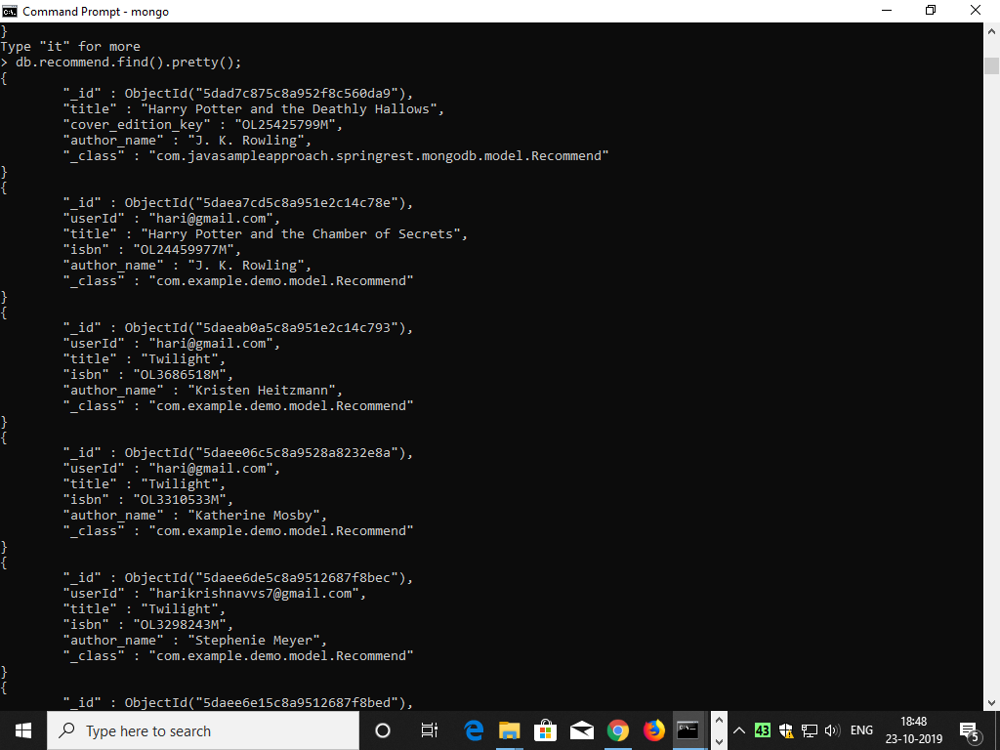 Command Prompt - mongo
}
Type "it" for more
> db.recommend.find().pretty();
{
"_id" : ObjectId("5dad7c875c8a952f8c560da9"),
"title" : "Harry Potter and the Deathly Hallows",
"cover_edition_key" : "OL25425799M",
"author_name" : "J. K. Rowling",
"_class" : "com.javasampleapproach.springrest.mongodb.model.Recommend"
}
{
"_id" : ObjectId("5daea7cd5c8a951e2c14c78e"),
"userId" : "hari@gmail.com",
"title" : "Harry Potter and the Chamber of Secrets",
"isbn" : "OL24459977M",
"author_name" : "J. K. Rowling",
"_class" : "com.example.demo.model.Recommend"
}
{
"_id" : ObjectId("5daeab0a5c8a951e2c14c793"),
"userId" : "hari@gmail.com",
"title" : "Twilight",
"isbn" : "OL3686518M",
"author_name" : "Kristen Heitzmann",
"_class" : "com.example.demo.model.Recommend"
}
{
"_id" : ObjectId("5daee06c5c8a9528a8232e8a"),
"userId" : "hari@gmail.com",
"title" : "Twilight",
"isbn" : "OL3310533M",
"author_name" : "Katherine Mosby",
"_class" : "com.example.demo.model.Recommend"
}
{
"_id" : ObjectId("5daee6de5c8a9512687f8bec"),
"userId" : "harikrishnavvs7@gmail.com",
"title" : "Twilight",
"isbn" : "OL3298243M",
"author_name" : "Stephenie Meyer",
"_class" : "com.example.demo.model.Recommend"
}
{
"_id" : ObjectId("5daee6e15c8a9512687f8bed"),
Type here to search
43
ENG
18:48
23-10-2019
5